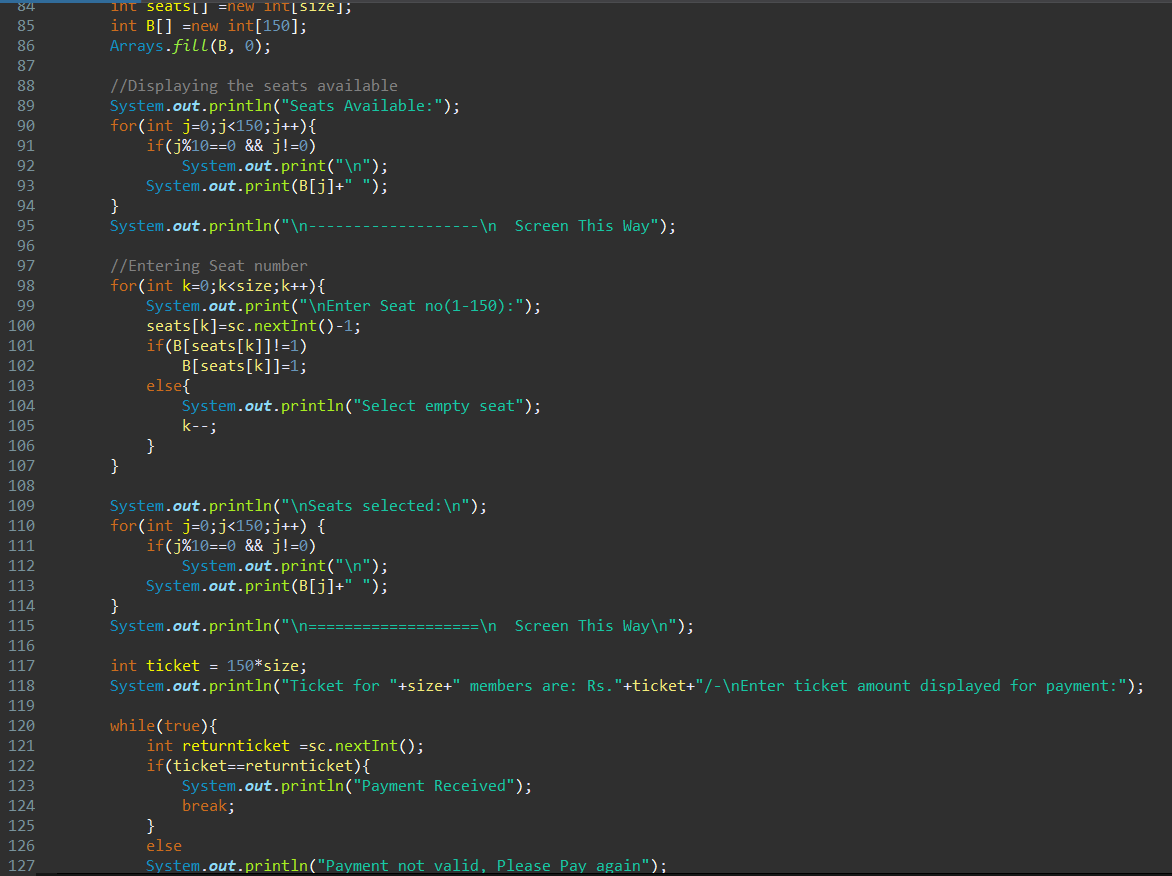 84 int seats[] =new int[size];
85 int B[] =new int[150];
86 Arrays.fill(B, 0);
87
88 //Displaying the seats available
89 System.out.println("Seats Available:");
90 for(int j=0;j<150;j++){
91 if(j%10==0 && j!=0)
92 System.out.print("\n");
93 System.out.print(B[j]+" ");
94 }
95 System.out.println("\n-------------------\n  Screen This Way");
96
97 //Entering Seat number
98 for(int k=0;k<size;k++){
99 System.out.print("\nEnter Seat no(1-150):");
100 seats[k]=sc.nextInt()-1;
101 if(B[seats[k]]!=1)
102 B[seats[k]]=1;
103 else{
104 System.out.println("Select empty seat");
105 k--;
106 }
107 }
108
109 System.out.println("\nSeats selected:\n");
110 for(int j=0;j<150;j++) {
111 if(j%10==0 && j!=0)
112 System.out.print("\n");
113 System.out.print(B[j]+" ");
114 }
115 System.out.println("\n===================\n  Screen This Way\n");
116
117 int ticket = 150*size;
118 System.out.println("Ticket for "+size+" members are: Rs."+ticket+"/-\nEnter ticket amount displayed for payment:");
119
120 while(true){
121 int returnticket =sc.nextInt();
122 if(ticket==returnticket){
123 System.out.println("Payment Received");
124 break;
125 }
126 else
127 System.out.println("Payment not valid, Please Pay again");